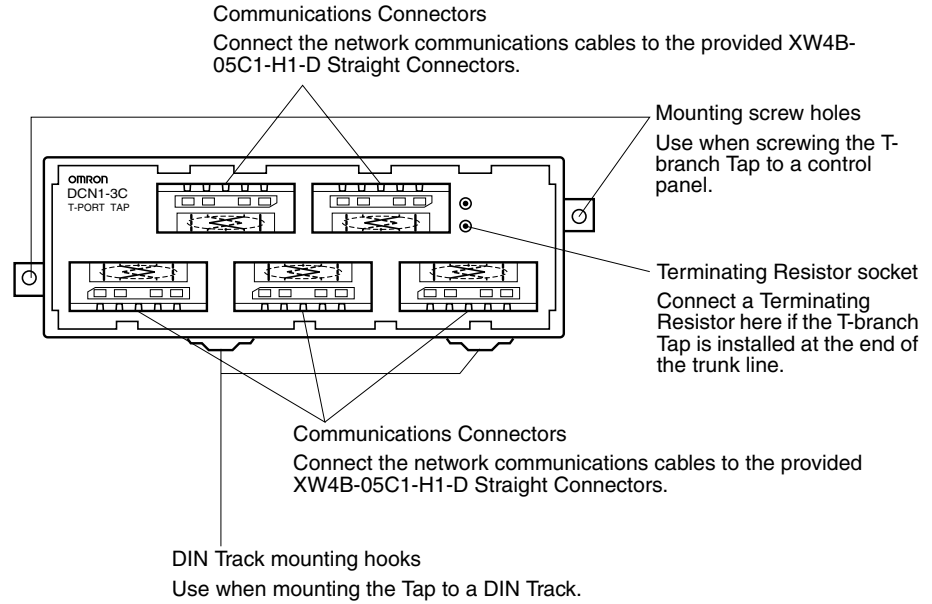 Communications Connectors
Connect the network communications cables to the provided XW4B-
05C1-H1-D Straight Connectors.
Mounting screw holes
Use when screwing the T-
branch Tap to a control
panel.
OMRON
DCN1-3C
T-PORT TAP
Terminating Resistor socket
Connect a Terminating
Resistor here if the T-branch
Tap is installed at the end of
the trunk line.
Communications Connectors
Connect the network communications cables to the provided
XW4B-05C1-H1-D Straight Connectors.
DIN Track mounting hooks
Use when mounting the Tap to a DIN Track.